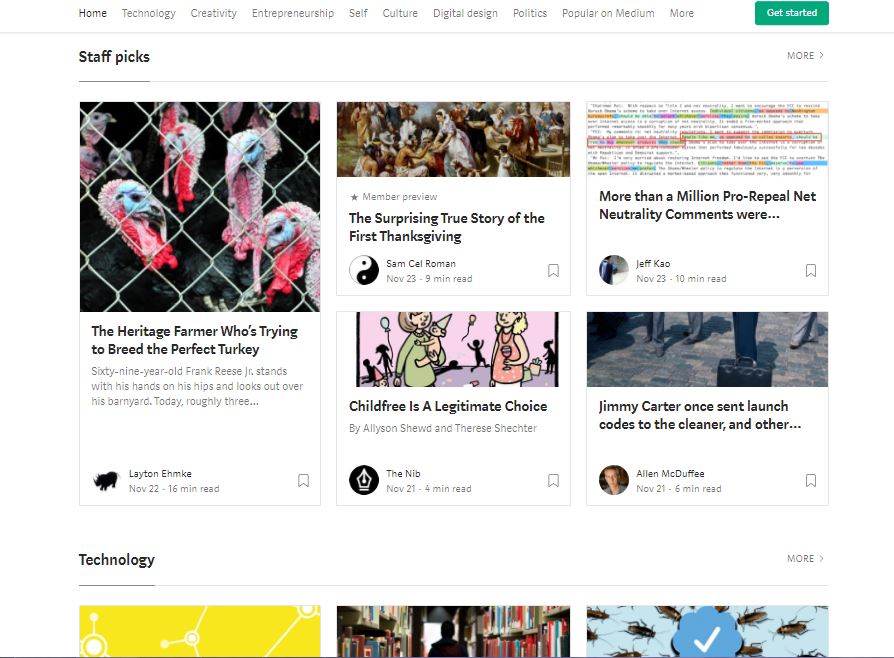 Home Technology Creativity Entrepreneurship Self Culture Digital design Politics Popular on Medium More Get started
Staff picks
MORE
The Heritage Farmer Who's Trying
to Breed the Perfect Turkey
Sixty-nine-year-old Frank Reese Jr. stands
with his hands on his hips and looks out over
his barnyard. Today, roughly three...
Layton Ehmke
Nov 22 - 16 min read
Member preview
The Surprising True Story of the
First Thanksgiving
Sam Cel Roman
Nov 23 - 9 min read
More than a Million Pro-Repeal Net
Neutrality Comments were...
Jeff Kao
Nov 23 - 10 min read
Childfree Is A Legitimate Choice
By Allyson Shewd and Therese Shechter
The Nib
Nov 21 - 4 min read
Jimmy Carter once sent launch
codes to the cleaner, and other...
Allen McDuffee
Nov 21 - 6 min read
Technology
MORE